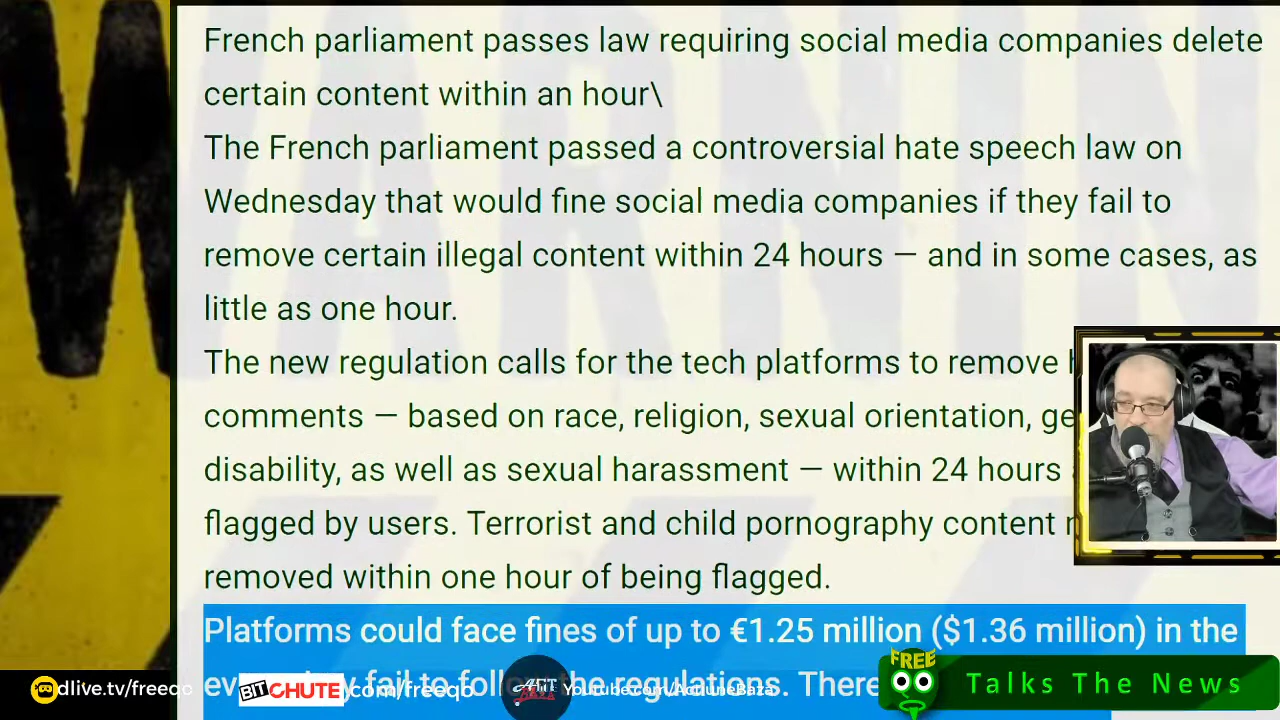 French parliament passes law requiring social media companies delete
certain content within an hour\
The French parliament passed a controversial hate speech law on
Wednesday that would fine social media companies if they fail to
remove certain illegal content within 24 hours — and in some cases, as
little as one hour.
The new regulation calls for the tech platforms to remove
comments — based on race, religion, sexual orientation,
disability, as well as sexual harassment — within 24 hours
flagged by users. Terrorist and child pornography content
removed within one hour of being flagged.
Platforms could face fines of up to €1.25 million ($1.36 million) in the
fail to the regulations. There
dlive.tv/freeqo BITCHUTE.com/freeqo
FREE
Talks The News
WARNIN